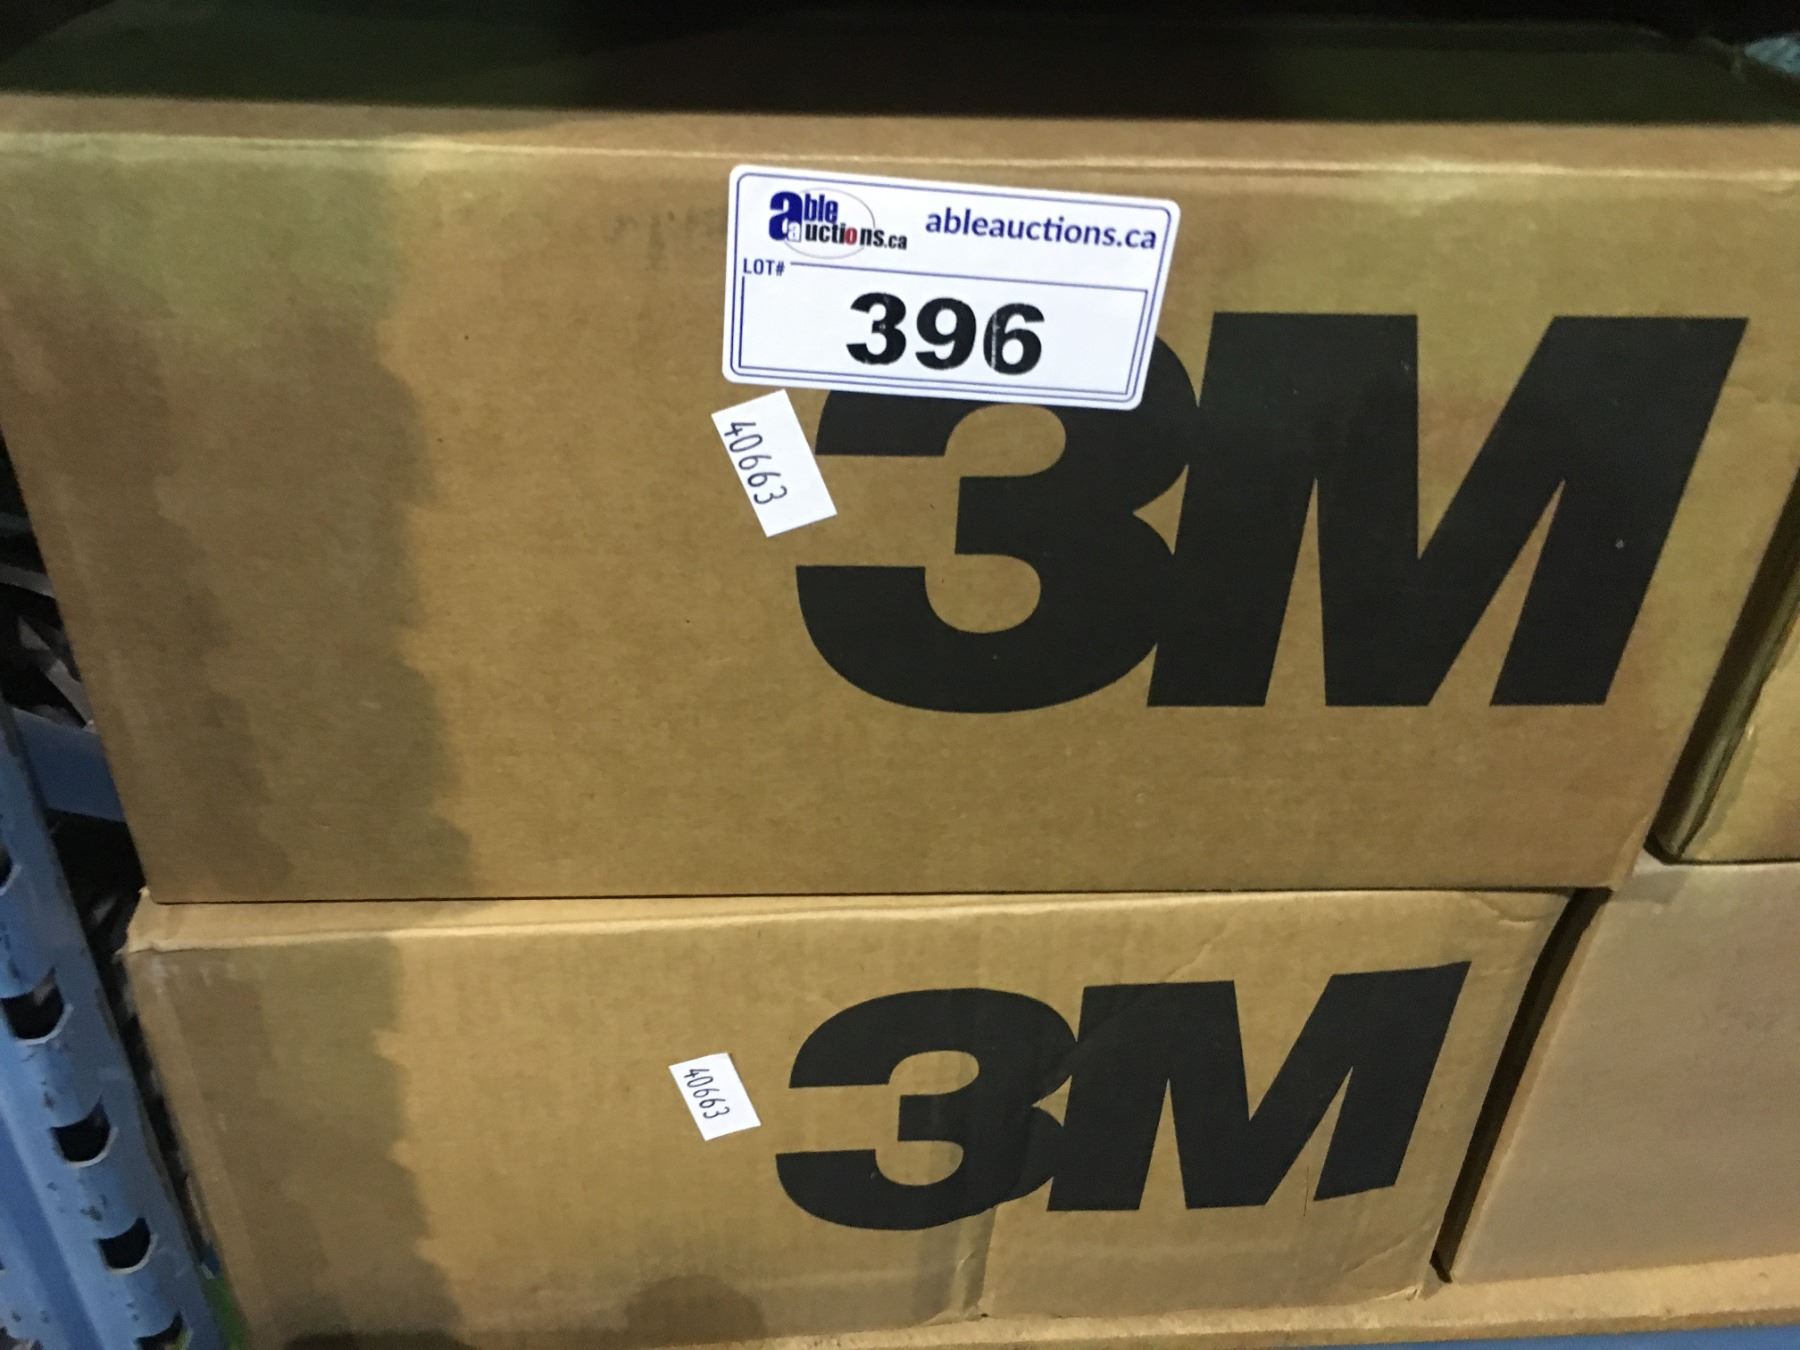 able auctions.ca
ableauctions.ca
LOT#
396
40663
3M
40663
3M